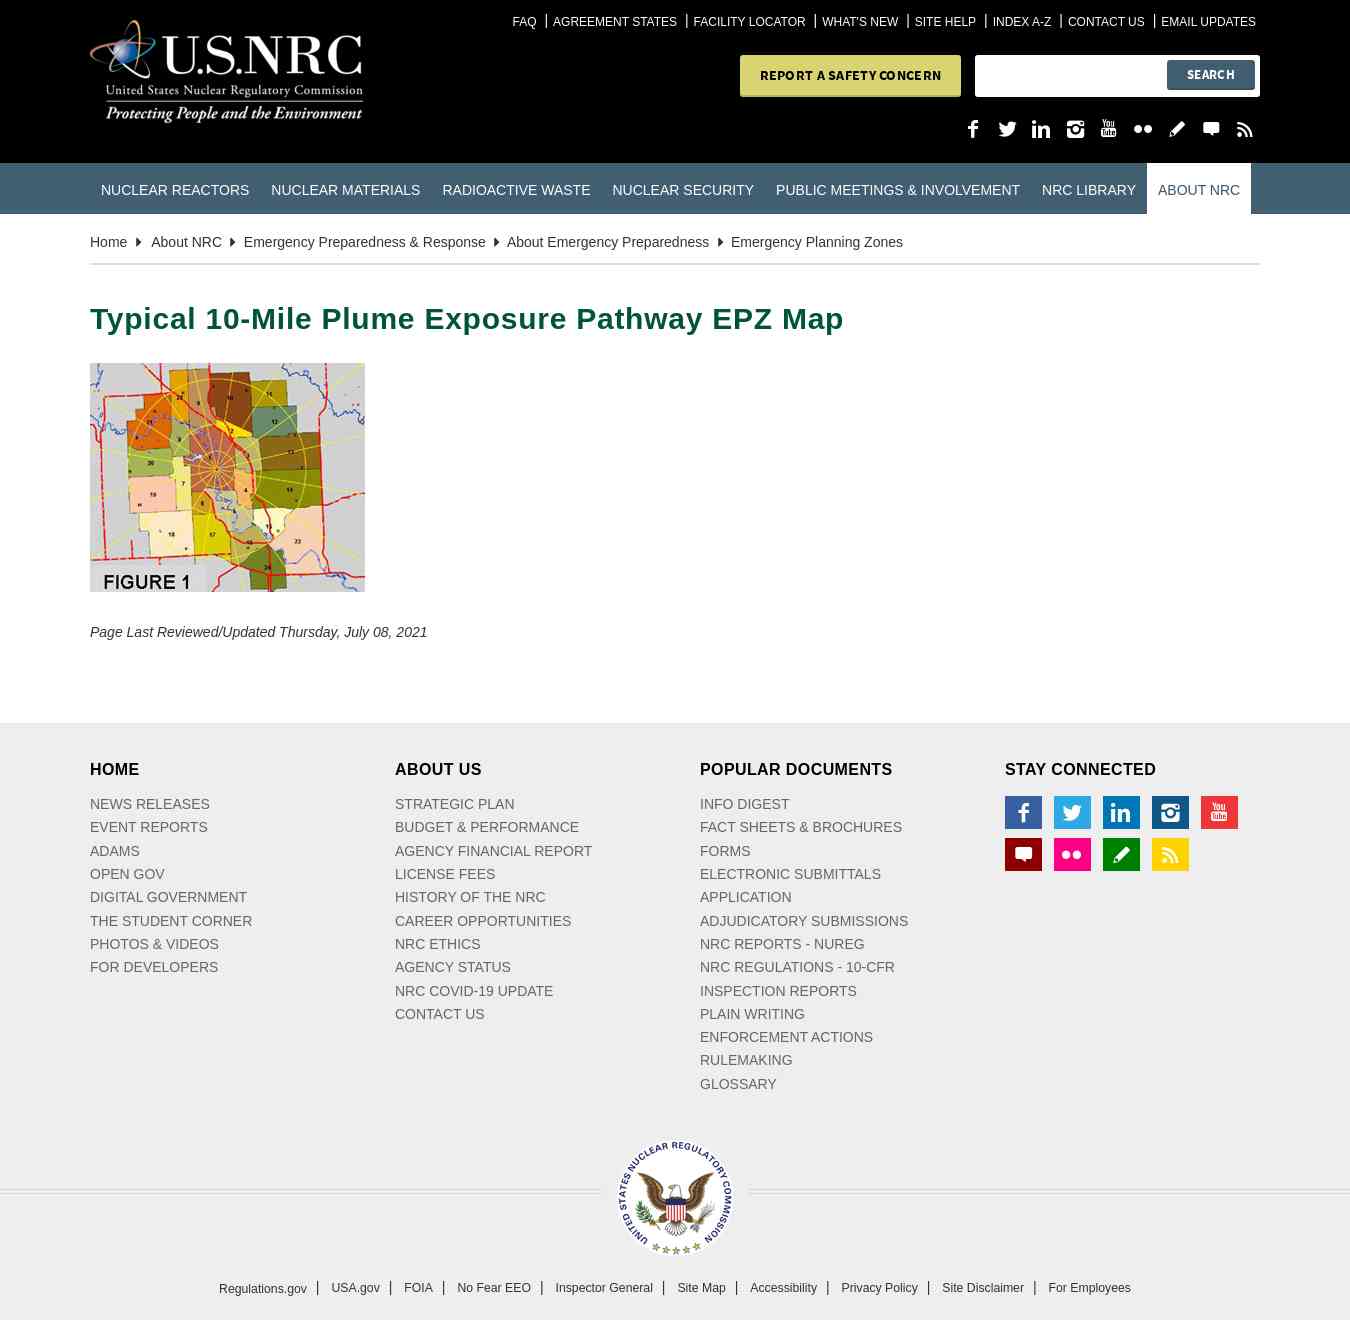 FAQ | AGREEMENT STATES | FACILITY LOCATOR | WHAT'S NEW | SITE HELP | INDEX A-Z | CONTACT US | EMAIL UPDATES
U.S.NRC
United States Nuclear Regulatory Commission
Protecting People and the Environment
REPORT A SAFETY CONCERN
SEARCH
You Tube
NUCLEAR REACTORS NUCLEAR MATERIALS RADIOACTIVE WASTE NUCLEAR SECURITY PUBLIC MEETINGS & INVOLVEMENT NRC LIBRARY ABOUT NRC
Home About NRC Emergency Preparedness & Response About Emergency Preparedness Emergency Planning Zones
Typical 10-Mile Plume Exposure Pathway EPZ Map
FIGURE 1
Page Last Reviewed/Updated Thursday, July 08, 2021
HOME
NEWS RELEASES
EVENT REPORTS
ADAMS
OPEN GOV
DIGITAL GOVERNMENT
THE STUDENT CORNER
PHOTOS & VIDEOS
FOR DEVELOPERS
ABOUT US
STRATEGIC PLAN
BUDGET & PERFORMANCE
AGENCY FINANCIAL REPORT
LICENSE FEES
HISTORY OF THE NRC
CAREER OPPORTUNITIES
NRC ETHICS
AGENCY STATUS
NRC COVID-19 UPDATE
CONTACT US
POPULAR DOCUMENTS
INFO DIGEST
FACT SHEETS & BROCHURES
FORMS
ELECTRONIC SUBMITTALS
APPLICATION
ADJUDICATORY SUBMISSIONS
NRC REPORTS - NUREG
NRC REGULATIONS - 10-CFR
INSPECTION REPORTS
PLAIN WRITING
ENFORCEMENT ACTIONS
RULEMAKING
GLOSSARY
STAY CONNECTED
You Tube
UNITED STATES NUCLEAR REGULATORY COMMISSION
Regulations.gov | USA.gov | FOIA | No Fear EEO | Inspector General | Site Map | Accessibility | Privacy Policy | Site Disclaimer | For Employees